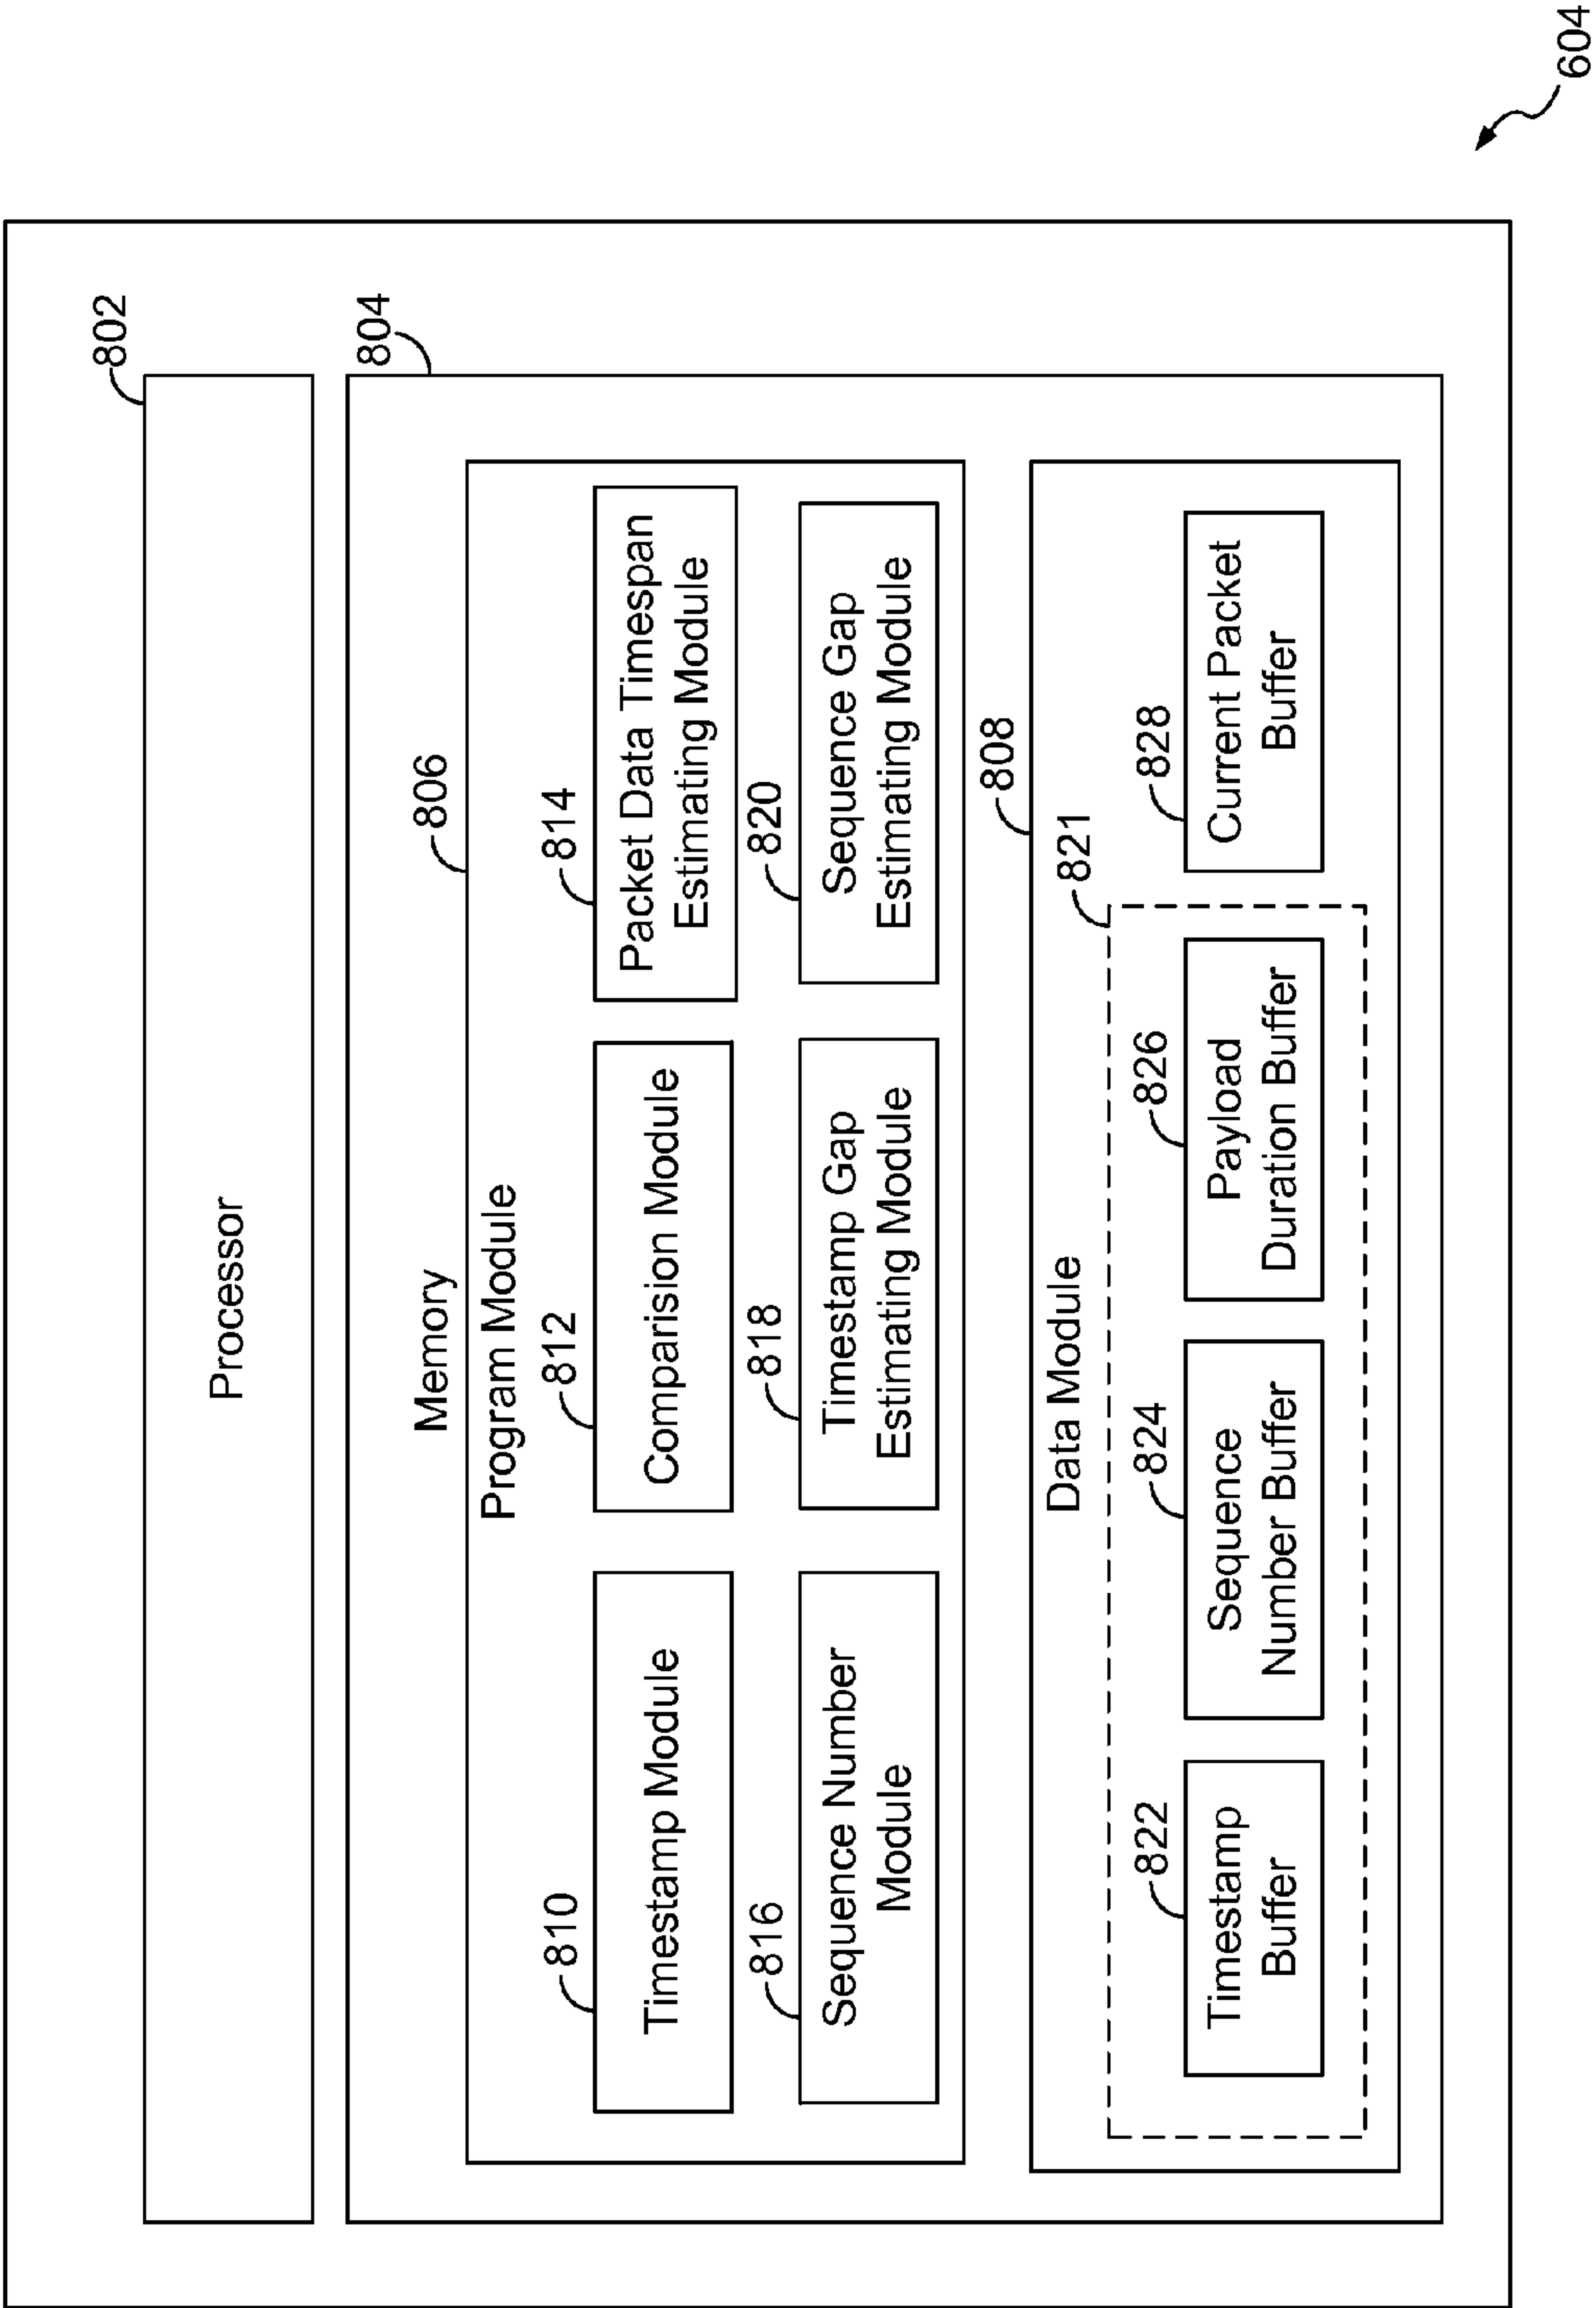 802
Processor
804
Memory
806
Program Module
810
812
814
Timestamp Module
Comparision Module
Packet Data Timespan
Estimating Module
816
818
820
Sequence Number
Module
Timestamp Gap
Estimating Module
Sequence Gap
Estimating Module
808
Data Module
821
822
824
826
828
Timestamp
Buffer
Sequence
Number Buffer
Payload
Duration Buffer
Current Packet
Buffer
604